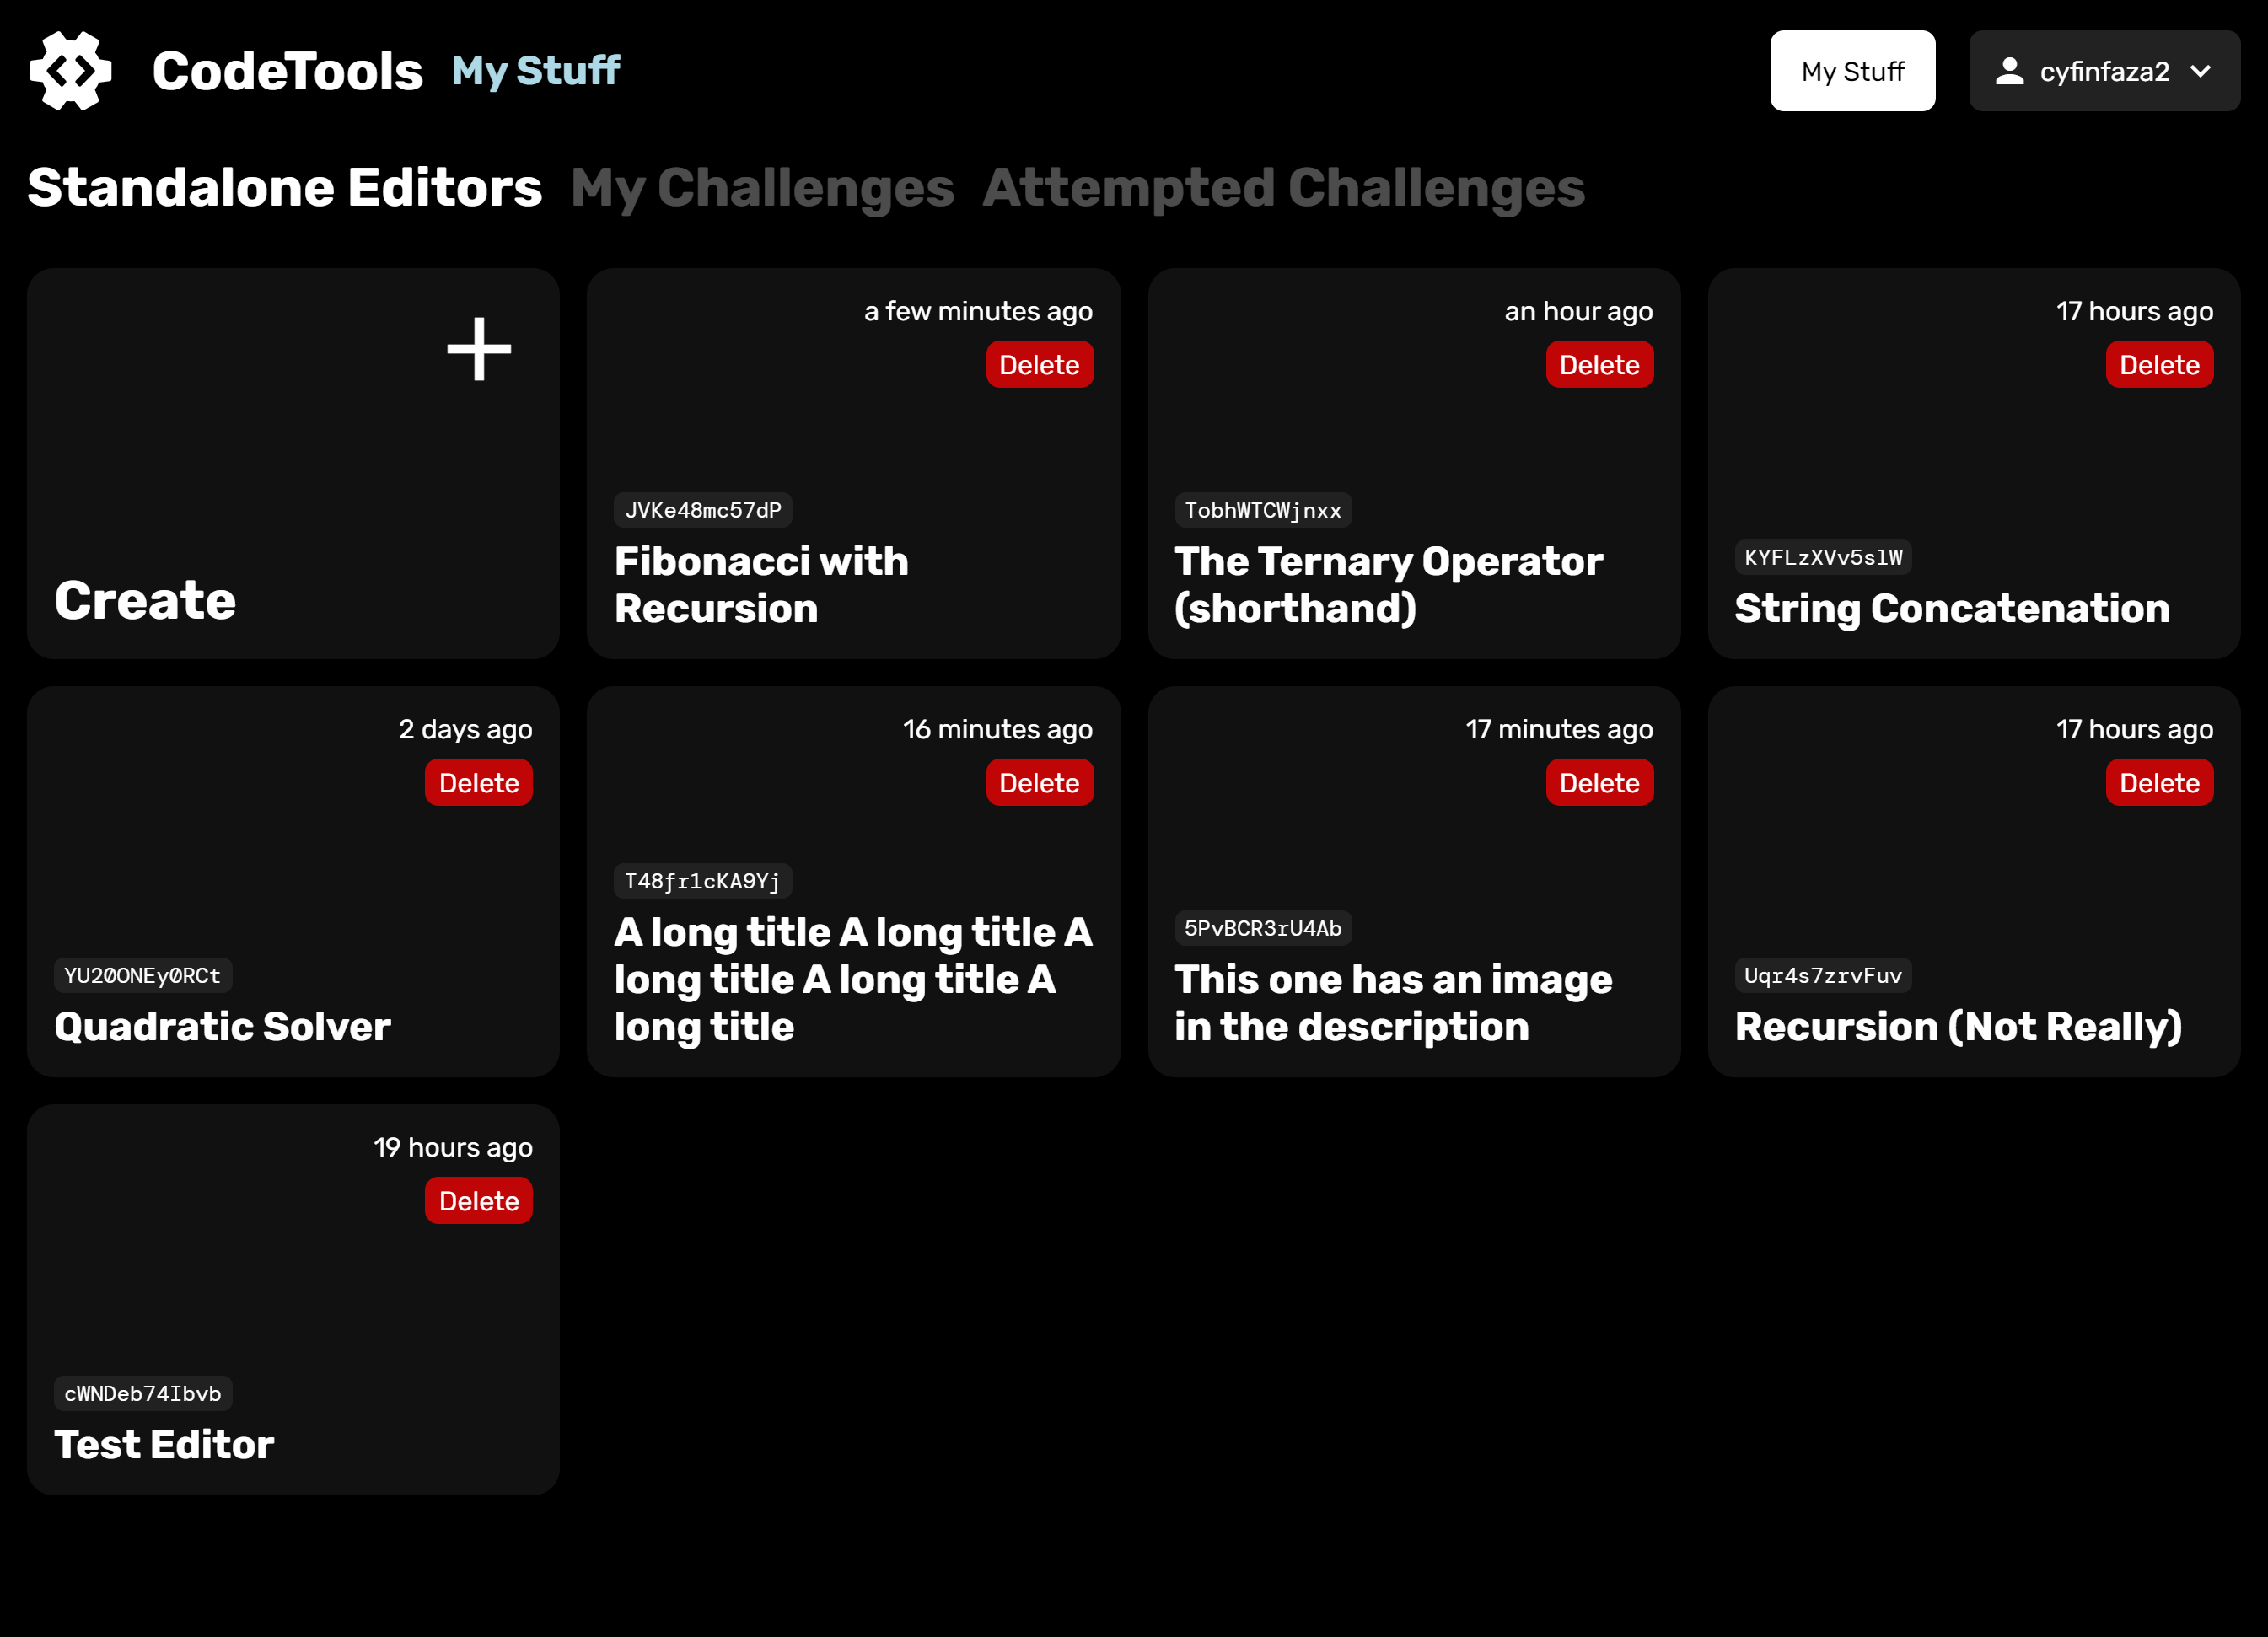 CodeTools My Stuff
My Stuff
cyfinfaza2
Standalone Editors My Challenges Attempted Challenges
Create
a few minutes ago
Delete
JVKe48mc57dP
Fibonacci with
Recursion
an hour ago
Delete
TobhWTCWjnxx
The Ternary Operator
(shorthand)
17 hours ago
Delete
KYFLzXVv5slW
String Concatenation
2 days ago
Delete
YU20ONEy0RCt
Quadratic Solver
16 minutes ago
Delete
T48fr1cKA9Yj
A long title A long title A
long title A long title A
long title
17 minutes ago
Delete
5PvBCR3rU4Ab
This one has an image
in the description
17 hours ago
Delete
Uqr4s7zrvFuv
Recursion (Not Really)
19 hours ago
Delete
cWNDeb74Ibvb
Test Editor